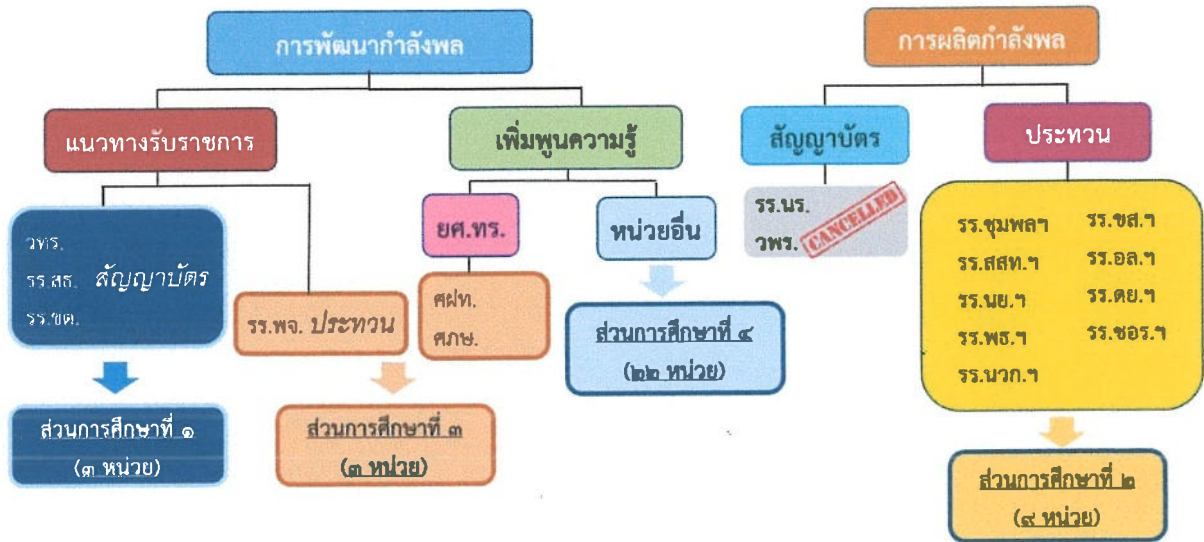 การพัฒนากำลังพล
การผลิตกำลังพล
แนวทางรับราชการ
เพิ่มพูนความรู้
สัญญาบัตร
ประทวน
วทร.
รร.สธ. สัญญาบัตร
รร.ชต.
รร.พจ. ประทวน
ยศ.ทร.
หน่วยอื่น
ศฝท.
ศภษ.
รร.นร.
วพร. CANCELLED
รร.ชุมพลฯ
รร.สสท.ฯ
รร.นย.ฯ
รร.พธ.ฯ
รร.นวก.ฯ
รร.ขส.ฯ
รร.อล.ฯ
รร.ดย.ฯ
รร.ชอร.ฯ
ส่วนการศึกษาที่ ๑
(๓ หน่วย)
ส่วนการศึกษาที่ ๓
(๓ หน่วย)
ส่วนการศึกษาที่ ๔
(๒๒ หน่วย)
ส่วนการศึกษาที่ ๒
(๙ หน่วย)